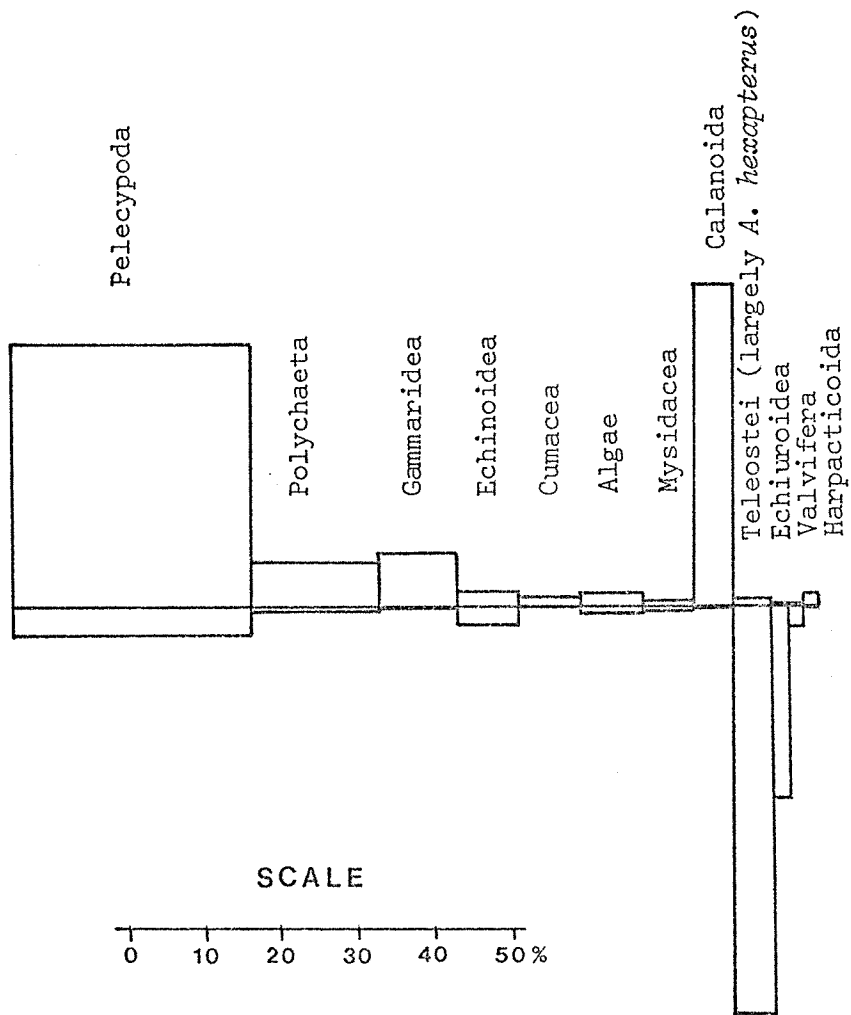 Pelecypoda
Polychaeta
Gammaridea
Echinoidea
Cumacea
Algae
Mysidacea
Calanoida
Teleostei (largely A. hexapterus)
Echiuroidea
Valvifera
Harpacticoida
SCALE
0 10 20 30 40 50 %